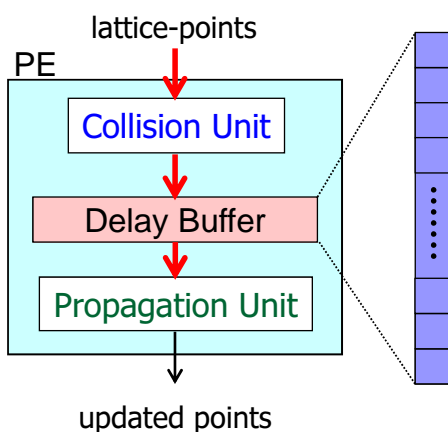 lattice-points
PE
Collision Unit
Delay Buffer
Propagation Unit
updated points